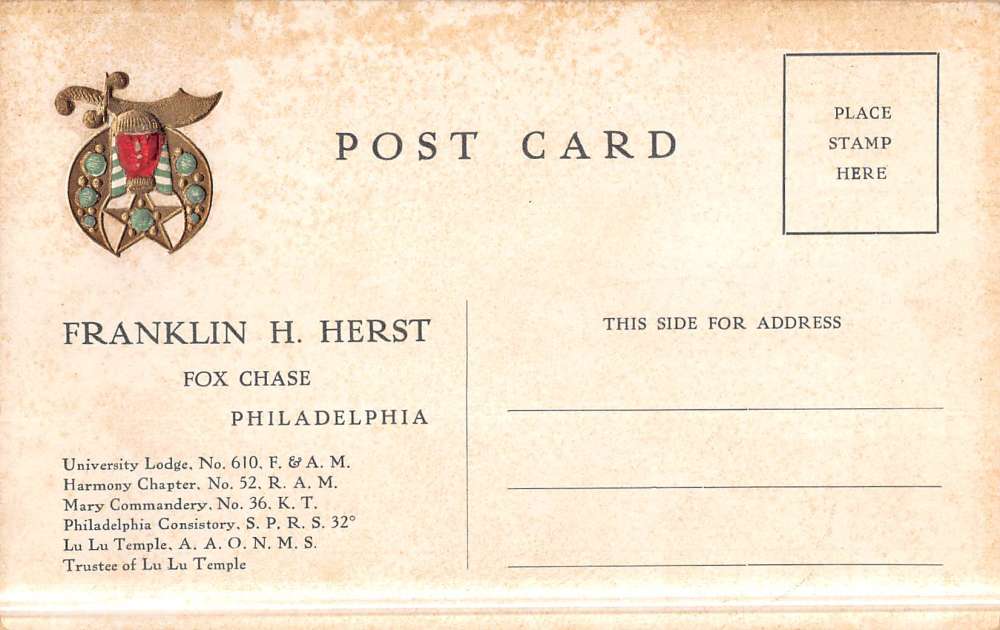 POST CARD
PLACE
STAMP
HERE
FRANKLIN H. HERST
FOX CHASE
PHILADELPHIA
University Lodge, No. 610, F. & A. M.
Harmony Chapter, No. 52, R. A. M.
Mary Commandery, No. 36, K. T.
Philadelphia Consistory, S. P. R. S. 32°
Lu Lu Temple, A. A. O. N. M. S.
Trustee of Lu Lu Temple
THIS SIDE FOR ADDRESS